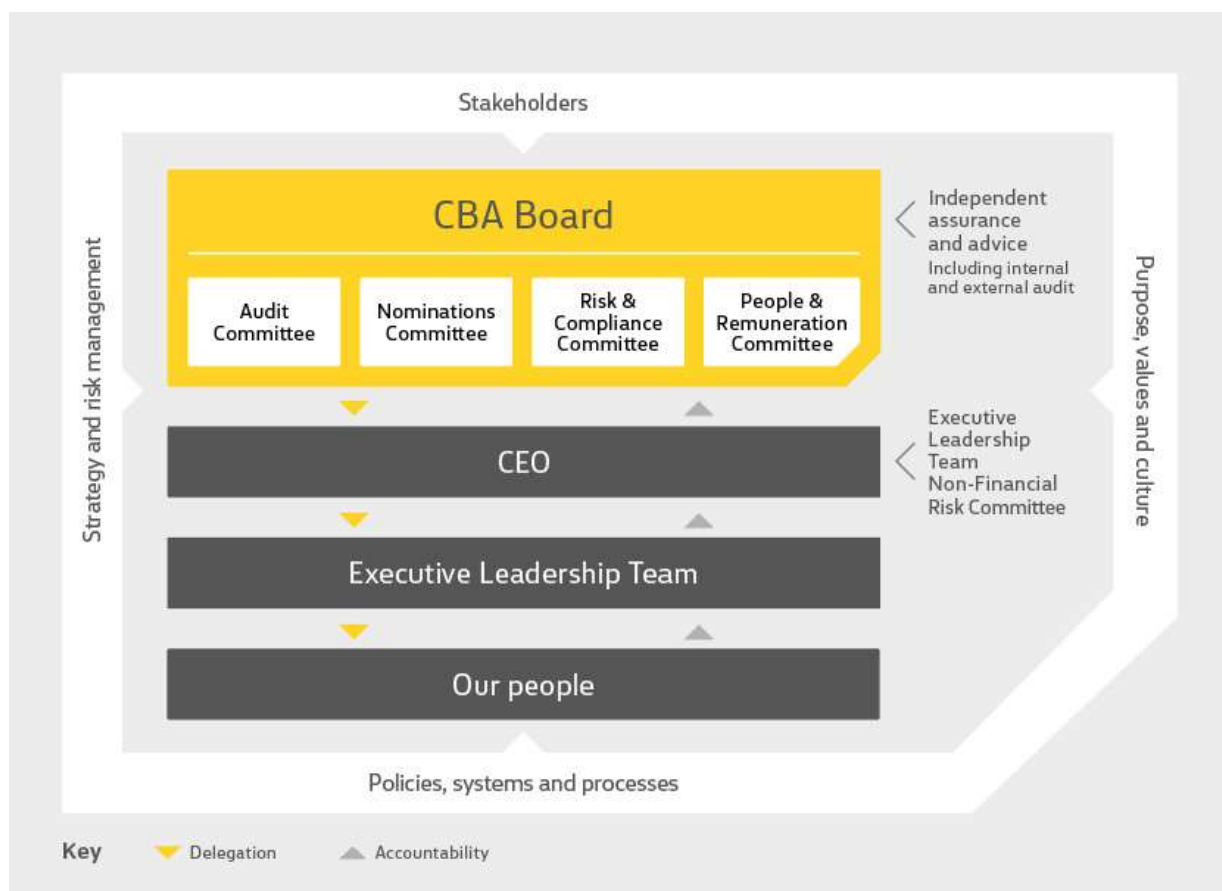 Stakeholders
Strategy and risk management
CBA Board
Audit
Committee
Nominations
Committee
Risk &
Compliance
Committee
People &
Remuneration
Committee
Independent
assurance
and advice
Including internal
and external audit
Purpose, values and culture
CEO
Executive
Leadership
Team
Non-Financial
Risk Committee
Executive Leadership Team
Our people
Policies, systems and processes
Key
Delegation
Accountability